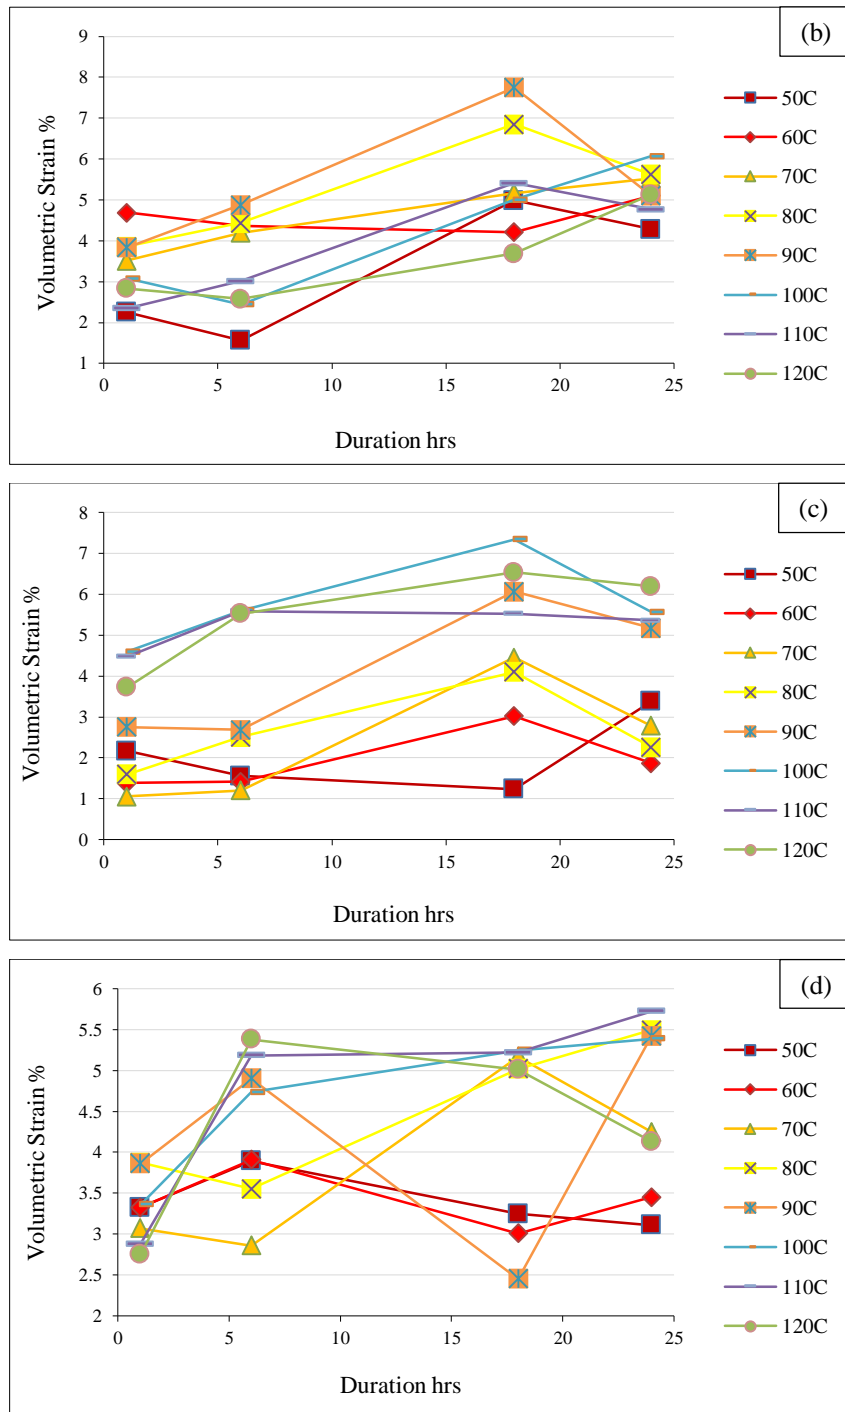 (b)
9
8
7
6
5
4
3
2
1
Volumetric Strain %
0 5 10 15 20 25
Duration hrs
50C
60C
70C
80C
90C
100C
110C
120C
(c)
8
7
6
5
4
3
2
1
0
Volumetric Strain %
0 5 10 15 20 25
Duration hrs
50C
60C
70C
80C
90C
100C
110C
120C
(d)
6
5.5
5
4.5
4
3.5
3
2.5
2
Volumetric Strain %
0 5 10 15 20 25
Duration hrs
50C
60C
70C
80C
90C
100C
110C
120C